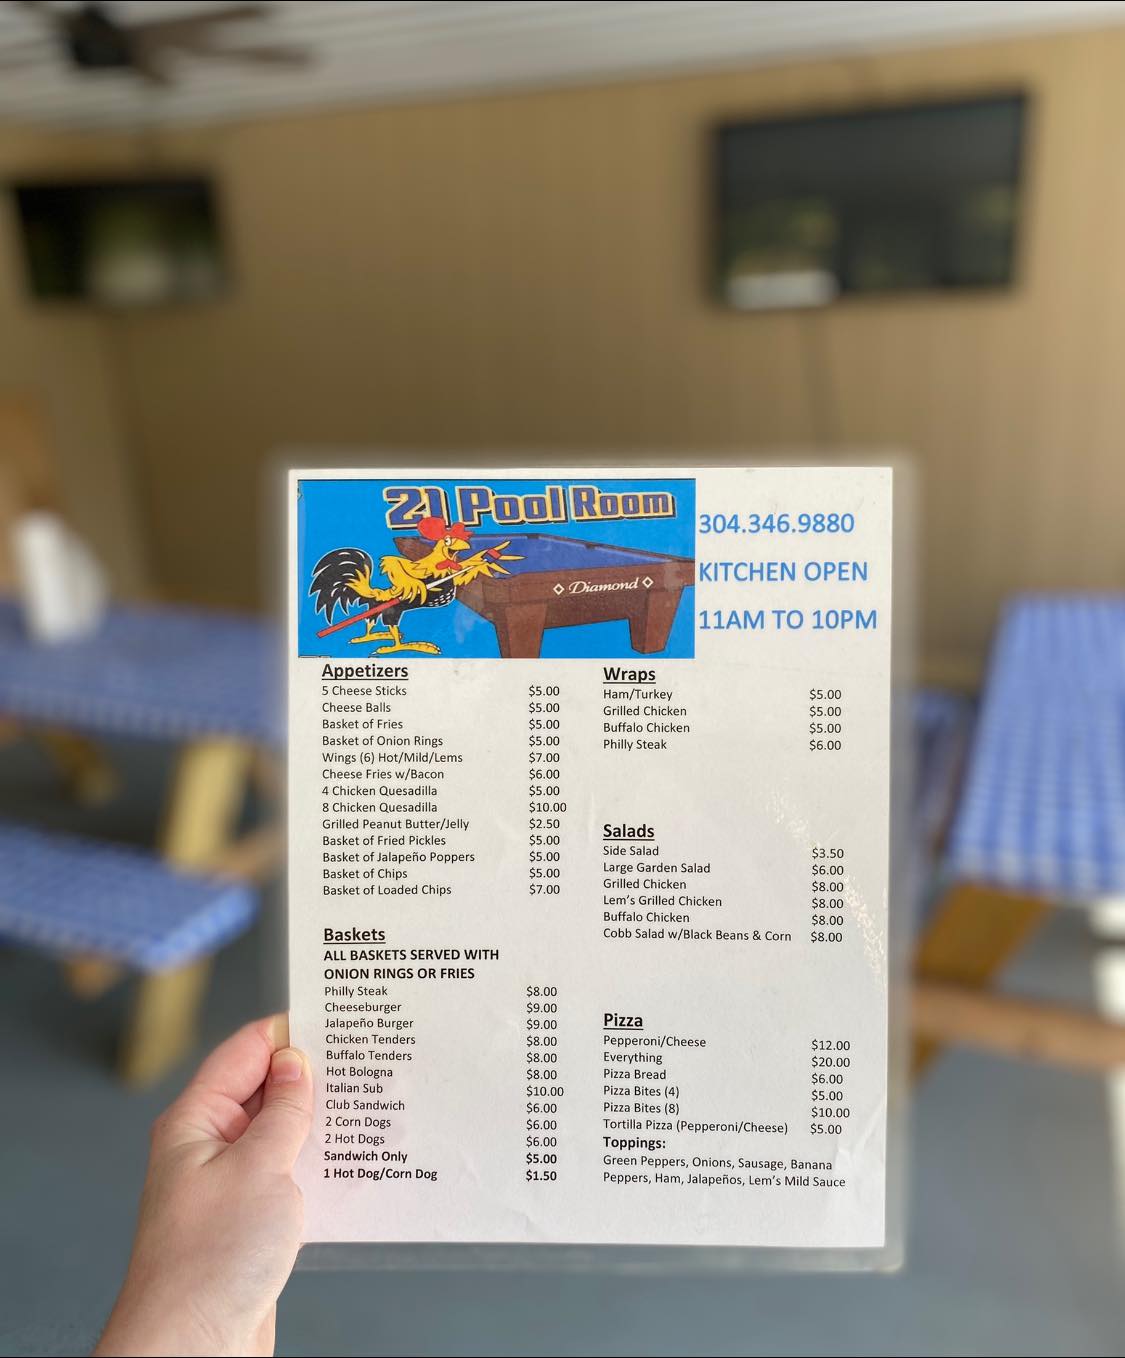 21 Pool Room
Diamond
304.346.9880
KITCHEN OPEN
11AM TO 10PM
Appetizers
5 Cheese Sticks $5.00
Cheese Balls $5.00
Basket of Fries $5.00
Basket of Onion Rings $5.00
Wings (6) Hot/Mild/Lems $7.00
Cheese Fries w/Bacon $6.00
4 Chicken Quesadilla $5.00
8 Chicken Quesadilla $10.00
Grilled Peanut Butter/Jelly $2.50
Basket of Fried Pickles $5.00
Basket of Jalapeño Poppers $5.00
Basket of Chips $5.00
Basket of Loaded Chips $7.00
Baskets
ALL BASKETS SERVED WITH
ONION RINGS OR FRIES
Philly Steak $8.00
Cheeseburger $9.00
Jalapeño Burger $9.00
Chicken Tenders $8.00
Buffalo Tenders $8.00
Hot Bologna $8.00
Italian Sub $10.00
Club Sandwich $6.00
2 Corn Dogs $6.00
2 Hot Dogs $6.00
Sandwich Only $5.00
1 Hot Dog/Corn Dog $1.50
Wraps
Ham/Turkey $5.00
Grilled Chicken $5.00
Buffalo Chicken $5.00
Philly Steak $6.00
Salads
Side Salad $3.50
Large Garden Salad $6.00
Grilled Chicken $8.00
Lem's Grilled Chicken $8.00
Buffalo Chicken $8.00
Cobb Salad w/Black Beans & Corn $8.00
Pizza
Pepperoni/Cheese $12.00
Everything $20.00
Pizza Bread $6.00
Pizza Bites (4) $5.00
Pizza Bites (8) $10.00
Tortilla Pizza (Pepperoni/Cheese) $5.00
Toppings:
Green Peppers, Onions, Sausage, Banana
Peppers, Ham, Jalapeños, Lem's Mild Sauce